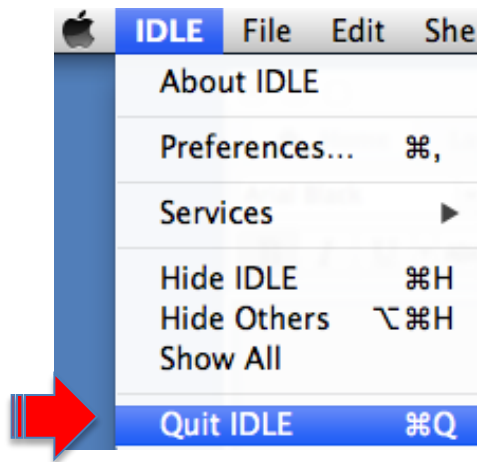 IDLE File Edit She
About IDLE
Preferences... ⌘,
Services ▶
Hide IDLE ⌘H
Hide Others ⌥⌘H
Show All
Quit IDLE ⌘Q